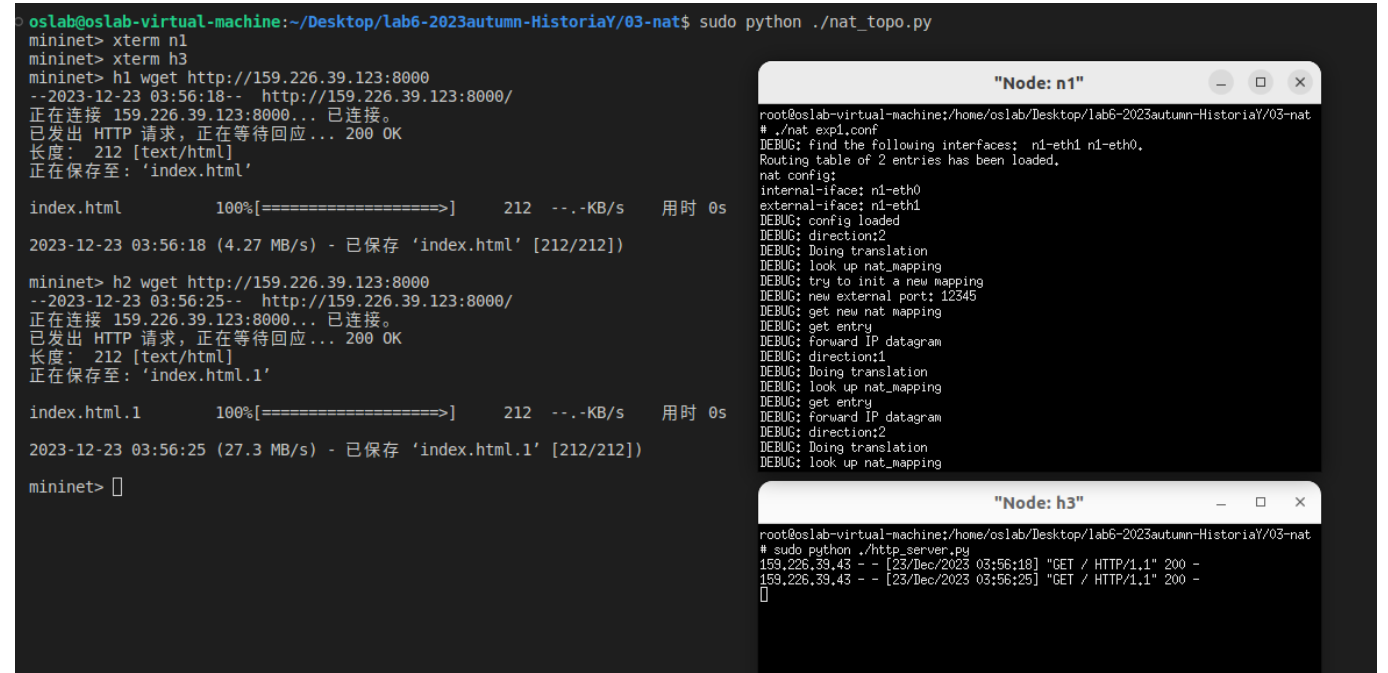 oslab@oslab-virtual-machine:~/Desktop/lab6-2023autumn-HistoriaY/03-nat$ sudo python ./nat_topo.py
mininet> xterm n1
mininet> xterm h3
mininet> h1 wget http://159.226.39.123:8000
--2023-12-23 03:56:18--  http://159.226.39.123:8000/
正在连接 159.226.39.123:8000... 已连接。
已发出 HTTP 请求，正在等待回应... 200 OK
长度： 212 [text/html]
正在保存至: ‘index.html’
index.html 100%[===================>] 212 --.-KB/s 用时 0s
2023-12-23 03:56:18 (4.27 MB/s) - 已保存 ‘index.html’ [212/212])
mininet> h2 wget http://159.226.39.123:8000
--2023-12-23 03:56:25--  http://159.226.39.123:8000/
正在连接 159.226.39.123:8000... 已连接。
已发出 HTTP 请求，正在等待回应... 200 OK
长度： 212 [text/html]
正在保存至: ‘index.html.1’
index.html.1 100%[===================>] 212 --.-KB/s 用时 0s
2023-12-23 03:56:25 (27.3 MB/s) - 已保存 ‘index.html.1’ [212/212])
mininet>
"Node: n1"
root@oslab-virtual-machine:/home/oslab/Desktop/lab6-2023autumn-HistoriaY/03-nat
# ./nat exp1.conf
DEBUG: find the following interfaces:  n1-eth1 n1-eth0.
Routing table of 2 entries has been loaded.
nat config:
internal-iface: n1-eth0
external-iface: n1-eth1
DEBUG: config loaded
DEBUG: direction:2
DEBUG: Doing translation
DEBUG: look up nat_mapping
DEBUG: try to init a new mapping
DEBUG: new external port: 12345
DEBUG: get new nat mapping
DEBUG: get entry
DEBUG: forward IP datagram
DEBUG: direction:1
DEBUG: Doing translation
DEBUG: look up nat_mapping
DEBUG: get entry
DEBUG: forward IP datagram
DEBUG: direction:2
DEBUG: Doing translation
DEBUG: look up nat_mapping
"Node: h3"
root@oslab-virtual-machine:/home/oslab/Desktop/lab6-2023autumn-HistoriaY/03-nat
# sudo python ./http_server.py
159.226.39.43 - - [23/Dec/2023 03:56:18] "GET / HTTP/1.1" 200 -
159.226.39.43 - - [23/Dec/2023 03:56:25] "GET / HTTP/1.1" 200 -